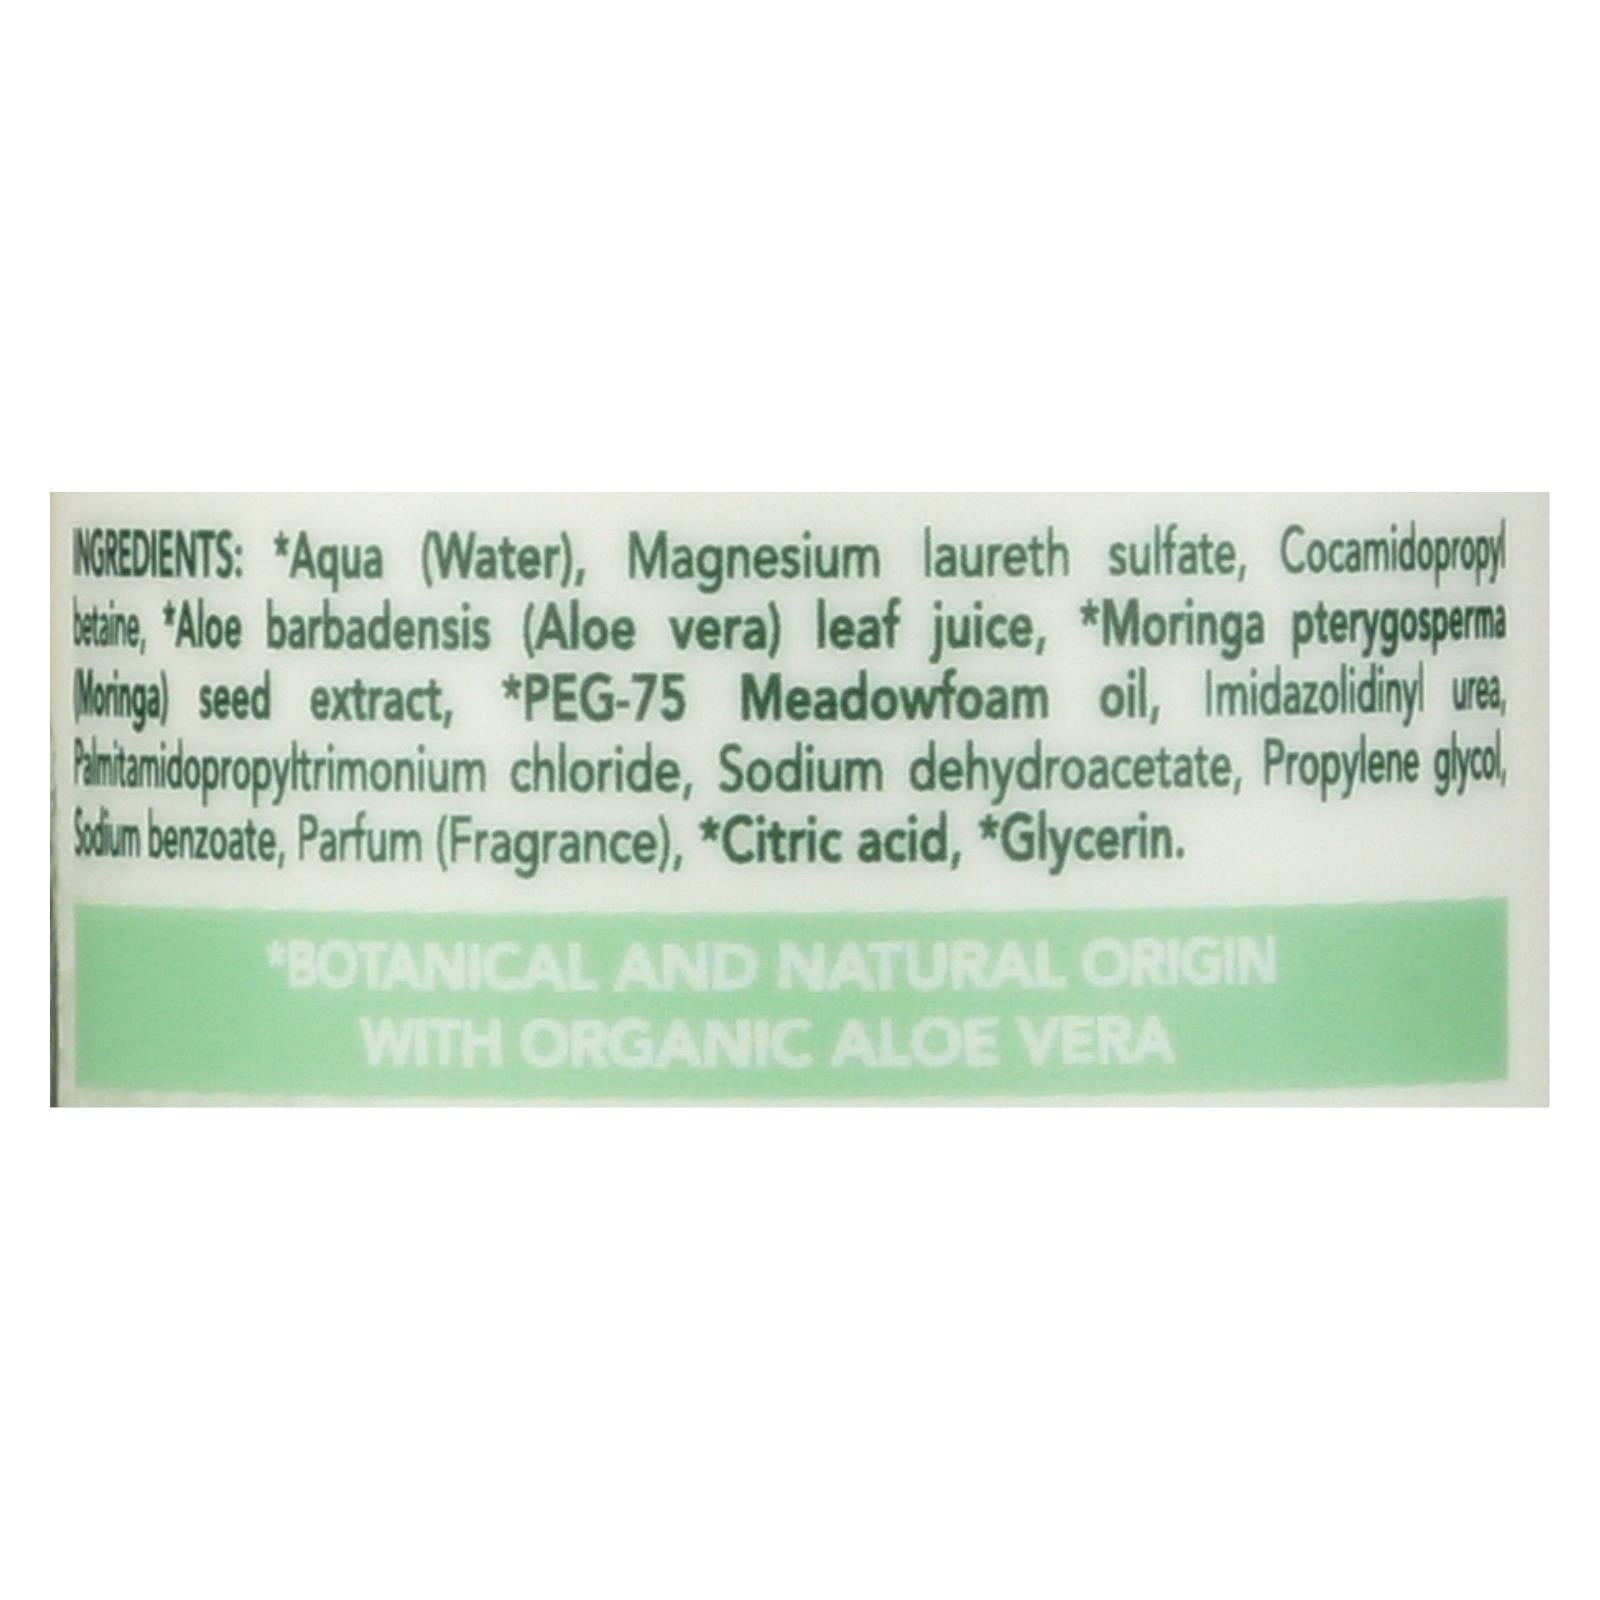 INGREDIENTS: *Aqua (Water), Magnesium laureth sulfate, Cocamidopropyl
betaine, *Aloe barbadensis (Aloe vera) leaf juice, *Moringa pterygosperma
(Moringa) seed extract, *PEG-75 Meadowfoam oil, Imidazolidinyl urea,
Palmitamidopropyltrimonium chloride, Sodium dehydroacetate, Propylene glycol,
Sodium benzoate, Parfum (Fragrance), *Citric acid, *Glycerin.
*BOTANICAL AND NATURAL ORIGIN
WITH ORGANIC ALOE VERA